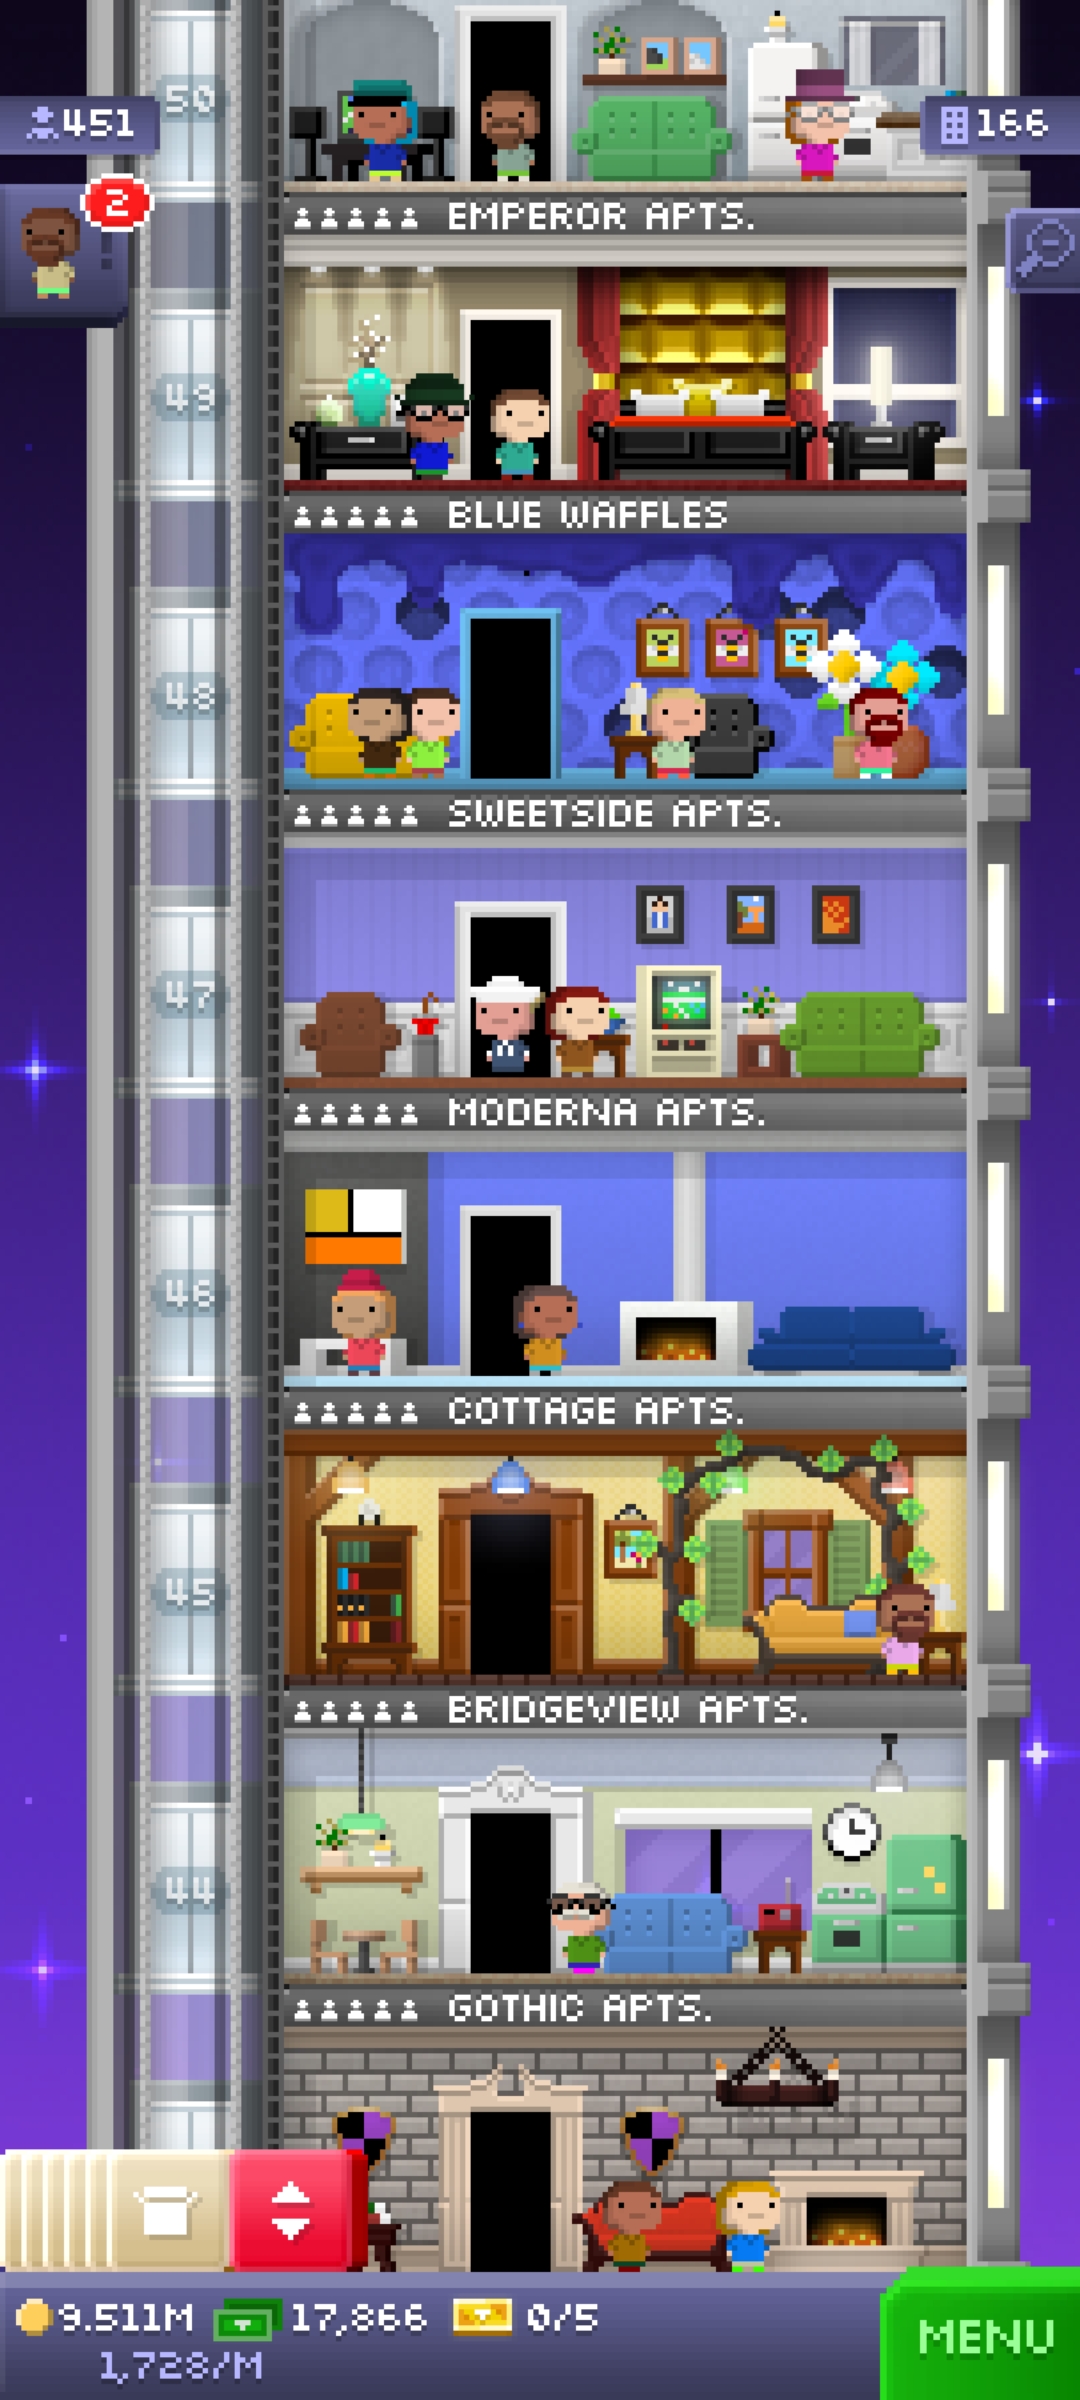 50
451
166
2
EMPEROR APTS.
49
BLUE WAFFLES
48
SWEETSIDE APTS.
47
MODERNA APTS.
46
COTTAGE APTS.
45
BRIDGEVIEW APTS.
44
GOTHIC APTS.
9.511M 17,866 0/5
1,728/M
MENU